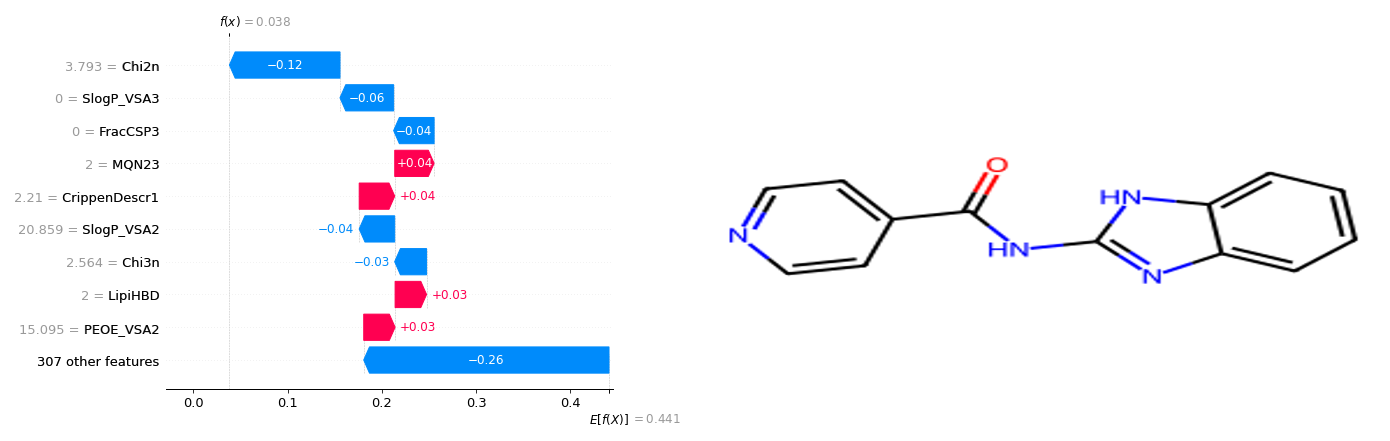 f(x) = 0.038
3.793 = Chi2n
−0.12
0 = SlogP_VSA3
−0.06
0 = FracCSP3
−0.04
2 = MQN23
+0.04
2.21 = CrippenDescr1
+0.04
20.859 = SlogP_VSA2
−0.04
2.564 = Chi3n
−0.03
2 = LipiHBD
+0.03
15.095 = PEOE_VSA2
+0.03
307 other features
−0.26
0.0 0.1 0.2 0.3 0.4
E[f(X)] = 0.441
O
HN
N
HN
N